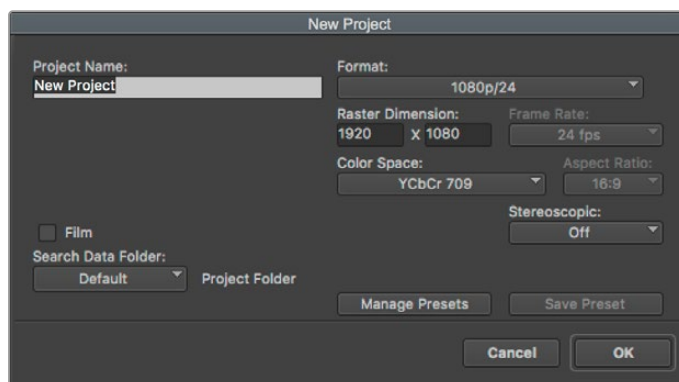 New Project
Project Name:
New Project
Format:
1080p/24
Raster Dimension:
1920 x 1080
Frame Rate:
24 fps
Color Space:
YCbCr 709
Aspect Ratio:
16:9
Stereoscopic:
Off
Film
Search Data Folder:
Default
Project Folder
Manage Presets
Save Preset
Cancel
OK